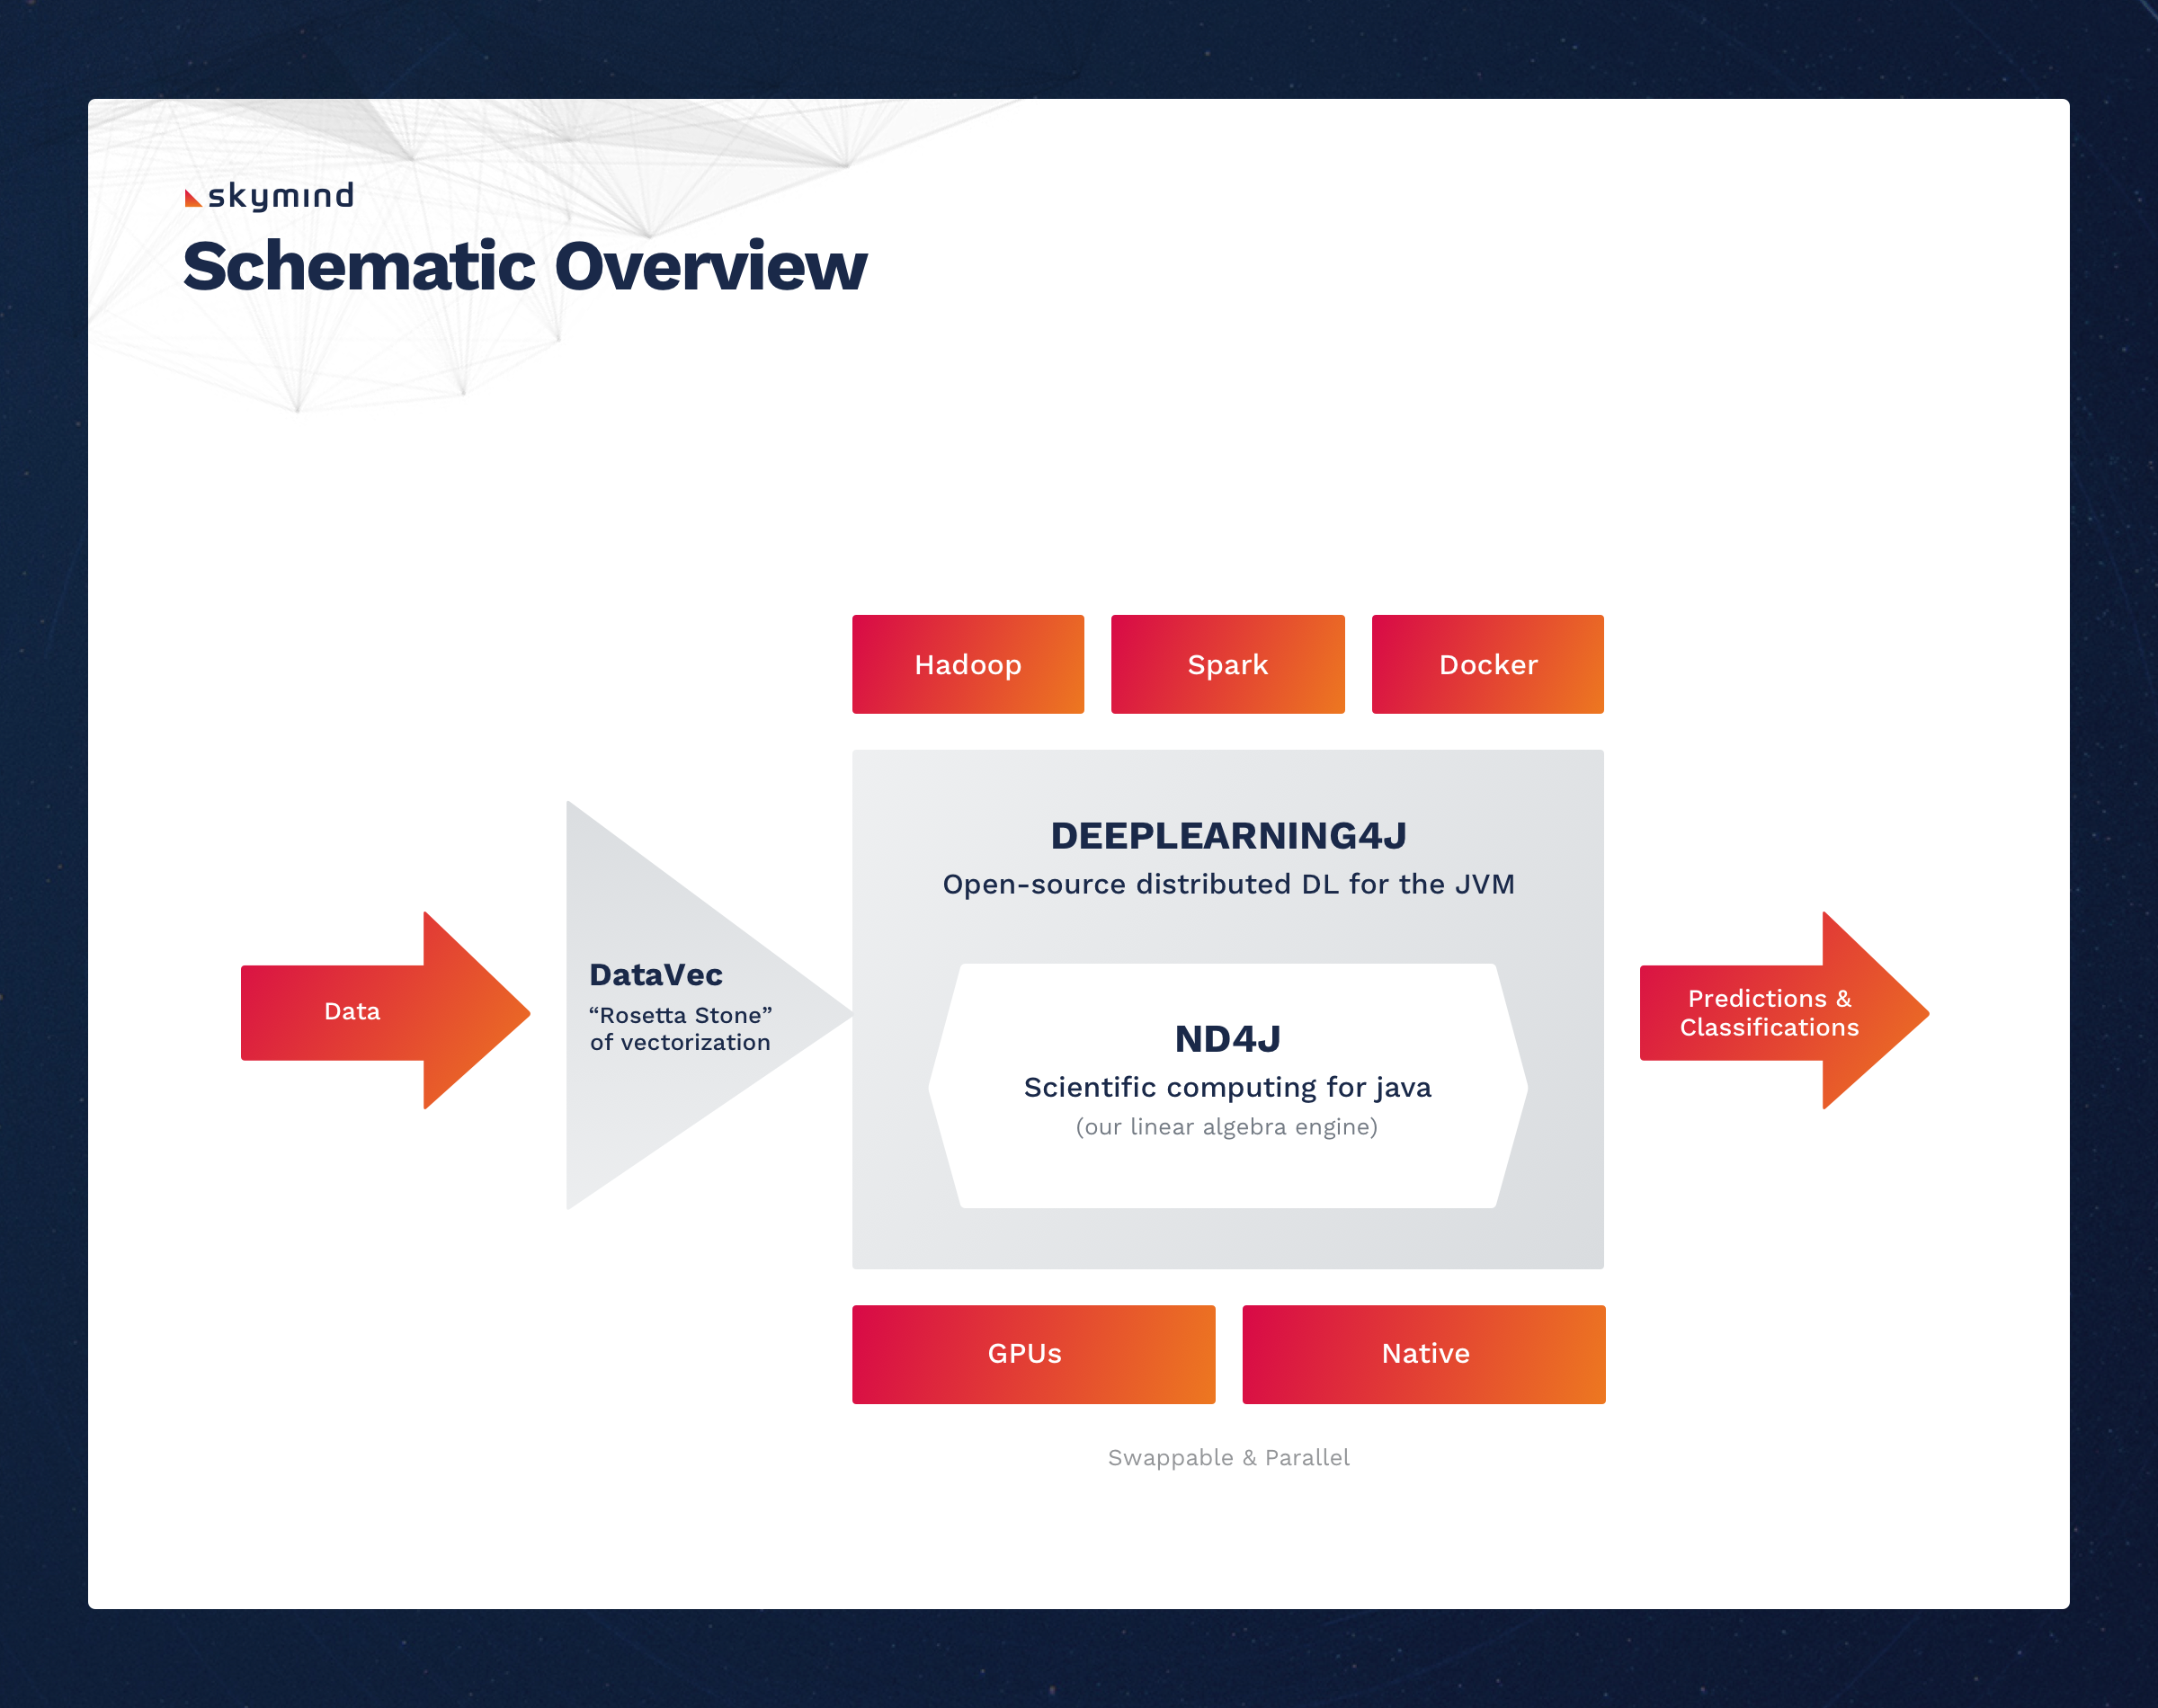 skymind
Schematic Overview
Hadoop
Spark
Docker
DEEPLEARNING4J
Open-source distributed DL for the JVM
Data
DataVec
“Rosetta Stone”
of vectorization
ND4J
Scientific computing for java
(our linear algebra engine)
Predictions &
Classifications
GPUs
Native
Swappable & Parallel